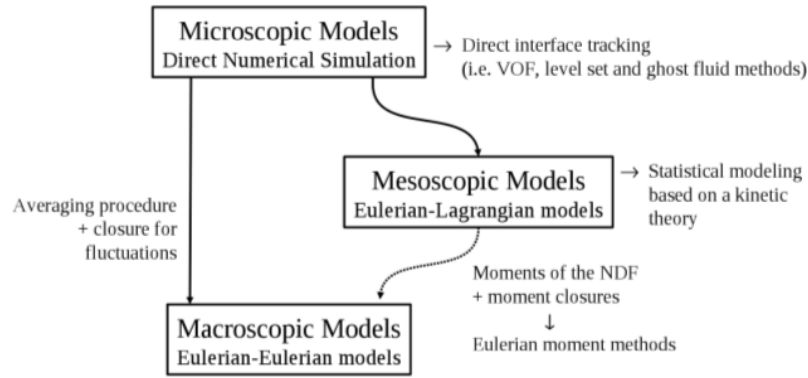 Microscopic Models
Direct Numerical Simulation
→ Direct interface tracking
(i.e. VOF, level set and ghost fluid methods)
Mesoscopic Models
Eulerian-Lagrangian models
→ Statistical modeling
based on a kinetic
theory
Averaging procedure
+ closure for
fluctuations
Moments of the NDF
+ moment closures
↓
Eulerian moment methods
Macroscopic Models
Eulerian-Eulerian models